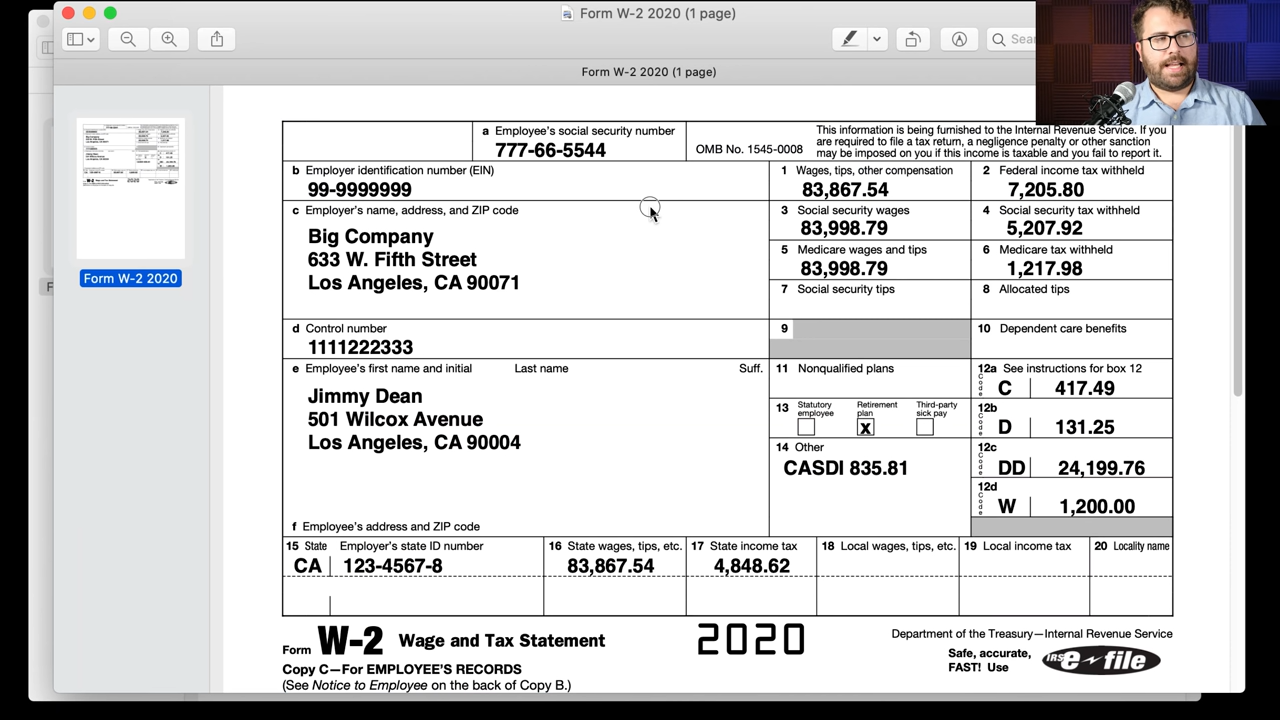 Form W-2 2020 (1 page)
Form W-2 2020 (1 page)
Form W-2 2020
a Employee's social security number
777-66-5544
OMB No. 1545-0008
This information is being furnished to the Internal Revenue Service. If you
are required to file a tax return, a negligence penalty or other sanction
may be imposed on you if this income is taxable and you fail to report it.
b Employer identification number (EIN)
99-9999999
1 Wages, tips, other compensation
83,867.54
2 Federal income tax withheld
7,205.80
c Employer's name, address, and ZIP code
Big Company
633 W. Fifth Street
Los Angeles, CA 90071
3 Social security wages
83,998.79
4 Social security tax withheld
5,207.92
5 Medicare wages and tips
83,998.79
6 Medicare tax withheld
1,217.98
7 Social security tips
8 Allocated tips
d Control number
1111222333
9
10 Dependent care benefits
e Employee's first name and initial Last name Suff.
Jimmy Dean
501 Wilcox Avenue
Los Angeles, CA 90004
f Employee's address and ZIP code
11 Nonqualified plans
12a See instructions for box 12
Code
C 417.49
13 Statutory employee
Retirement plan
X
Third-party sick pay
12b
Code
D 131.25
14 Other
CASDI 835.81
12c
Code
DD 24,199.76
12d
Code
W 1,200.00
15 State Employer's state ID number
CA 123-4567-8
16 State wages, tips, etc.
83,867.54
17 State income tax
4,848.62
18 Local wages, tips, etc.
19 Local income tax
20 Locality name
Form W-2 Wage and Tax Statement
2020
Department of the Treasury—Internal Revenue Service
Copy C—For EMPLOYEE'S RECORDS
(See Notice to Employee on the back of Copy B.)
Safe, accurate,
FAST! Use
IRS e-file